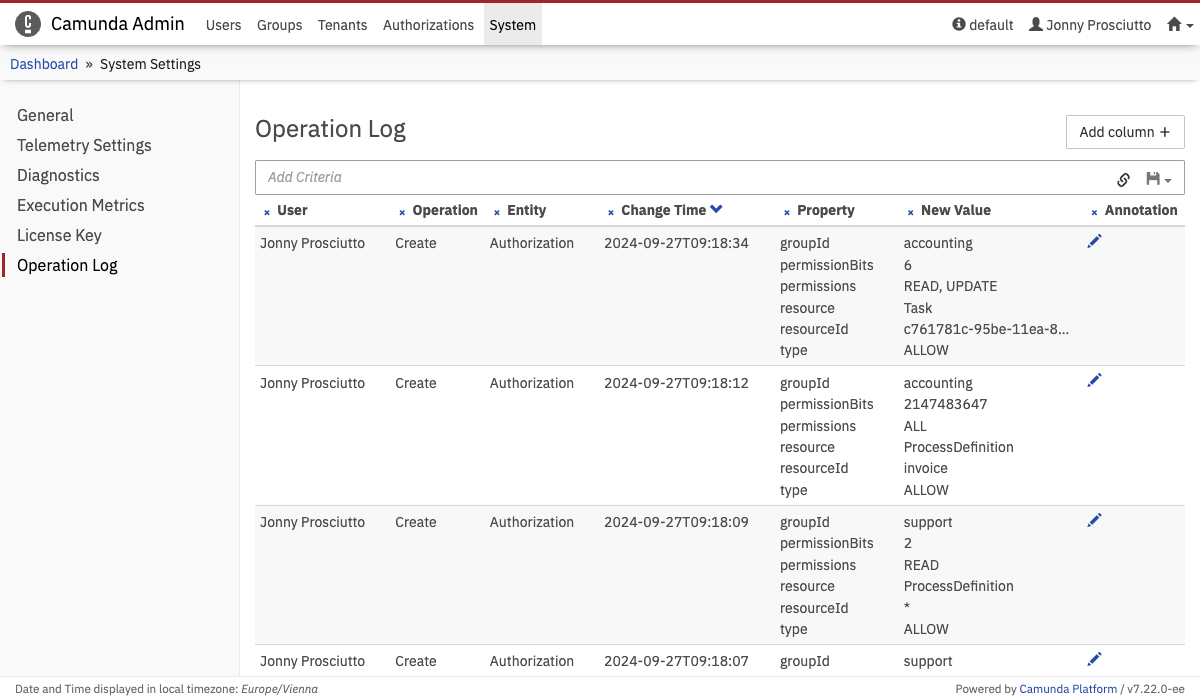 Camunda Admin Users Groups Tenants Authorizations System default Jonny Prosciutto
Dashboard » System Settings
General
Telemetry Settings
Diagnostics
Execution Metrics
License Key
Operation Log
Operation Log
Add column +
Add Criteria
× User × Operation × Entity × Change Time × Property × New Value × Annotation
Jonny Prosciutto Create Authorization 2024-09-27T09:18:34 groupId accounting
permissionBits 6
permissions READ, UPDATE
resource Task
resourceId c761781c-95be-11ea-8...
type ALLOW
Jonny Prosciutto Create Authorization 2024-09-27T09:18:12 groupId accounting
permissionBits 2147483647
permissions ALL
resource ProcessDefinition
resourceId invoice
type ALLOW
Jonny Prosciutto Create Authorization 2024-09-27T09:18:09 groupId support
permissionBits 2
permissions READ
resource ProcessDefinition
resourceId *
type ALLOW
Jonny Prosciutto Create Authorization 2024-09-27T09:18:07 groupId support
Date and Time displayed in local timezone: Europe/Vienna
Powered by Camunda Platform / v7.22.0-ee